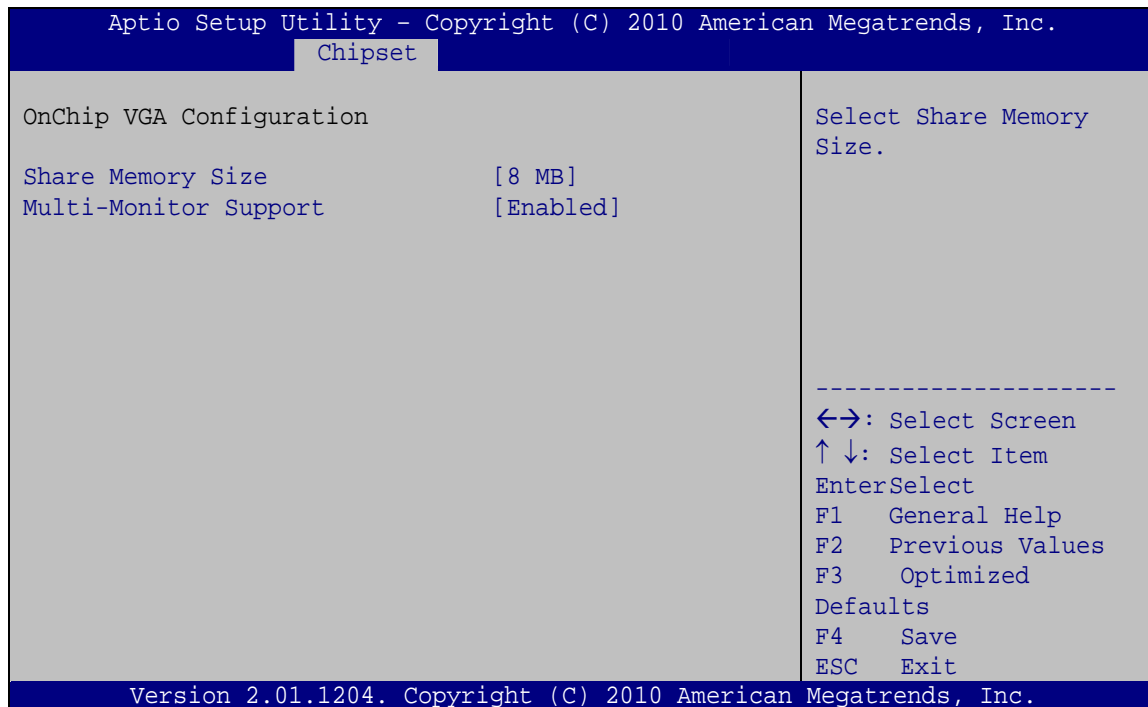 Aptio Setup Utility – Copyright (C) 2010 American Megatrends, Inc.
Chipset
OnChip VGA Configuration
Share Memory Size [8 MB]
Multi-Monitor Support [Enabled]
Select Share Memory
Size.
---------------------
←→: Select Screen
↑ ↓: Select Item
EnterSelect
F1 General Help
F2 Previous Values
F3 Optimized
Defaults
F4 Save
ESC Exit
Version 2.01.1204. Copyright (C) 2010 American Megatrends, Inc.